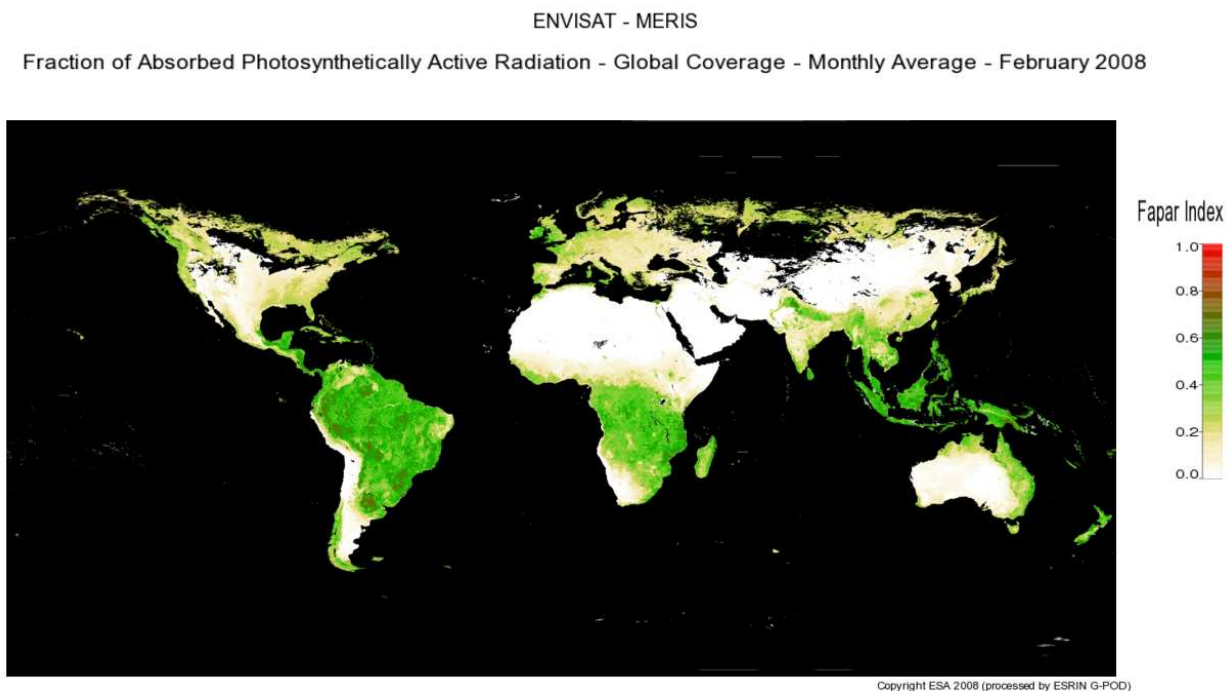 ENVISAT - MERIS
Fraction of Absorbed Photosynthetically Active Radiation - Global Coverage - Monthly Average - February 2008
Fapar Index
1.0
0.8
0.6
0.4
0.2
0.0
Copyright ESA 2008 (processed by ESRIN G-POD)